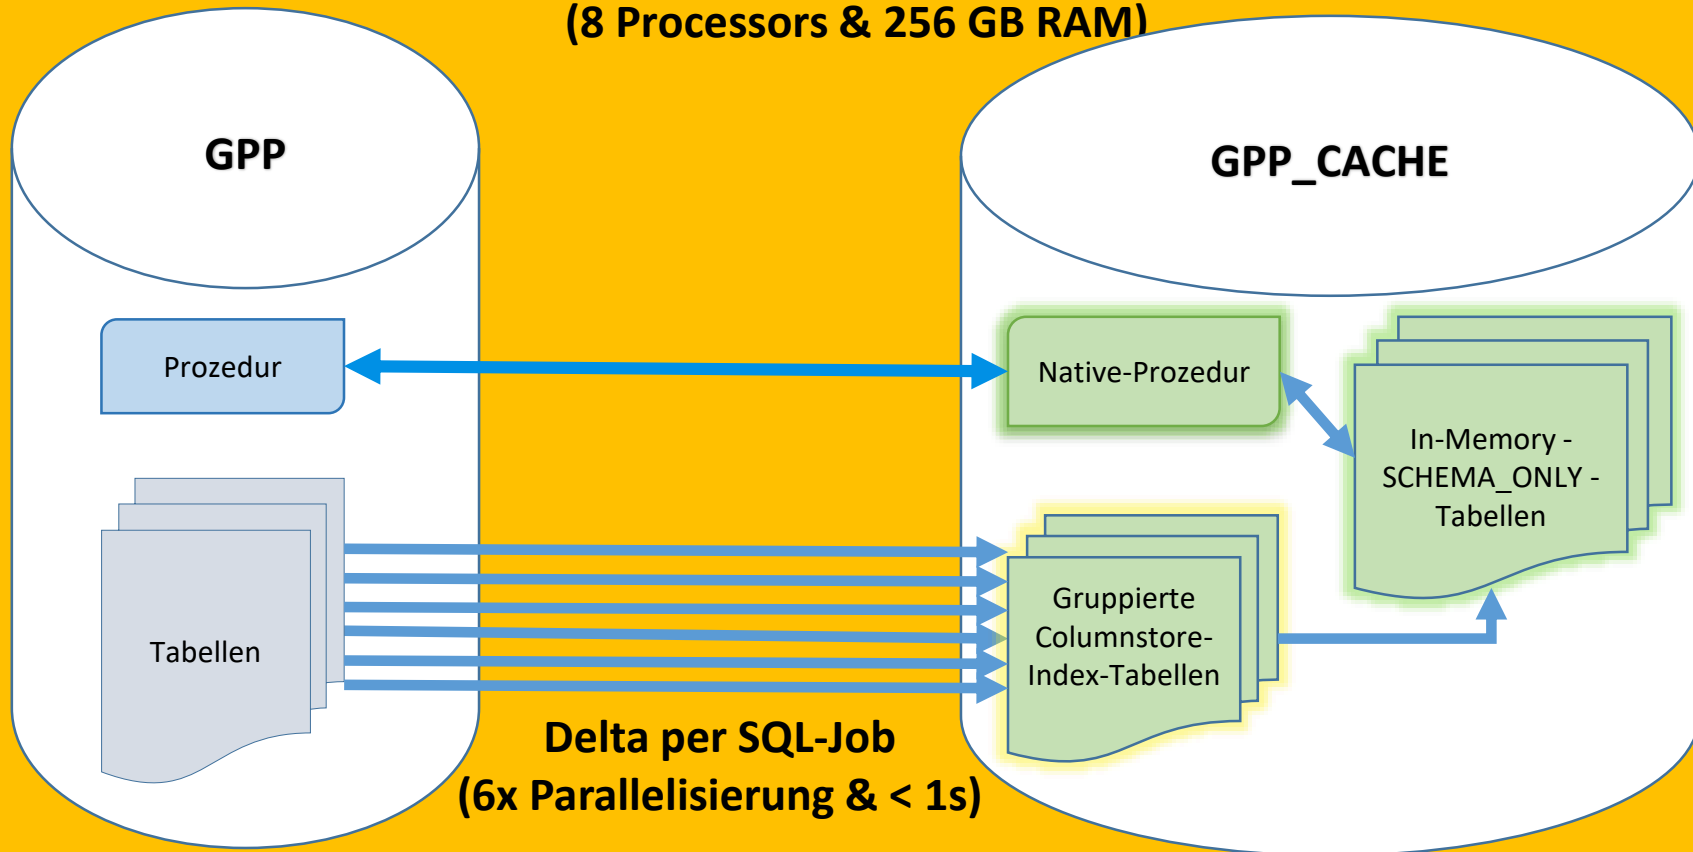 (8 Processors & 256 GB RAM)
GPP
GPP_CACHE
Prozedur
Native-Prozedur
In-Memory -
SCHEMA_ONLY -
Tabellen
Tabellen
Gruppierte
Columnstore-
Index-Tabellen
Delta per SQL-Job
(6x Parallelisierung & < 1s)